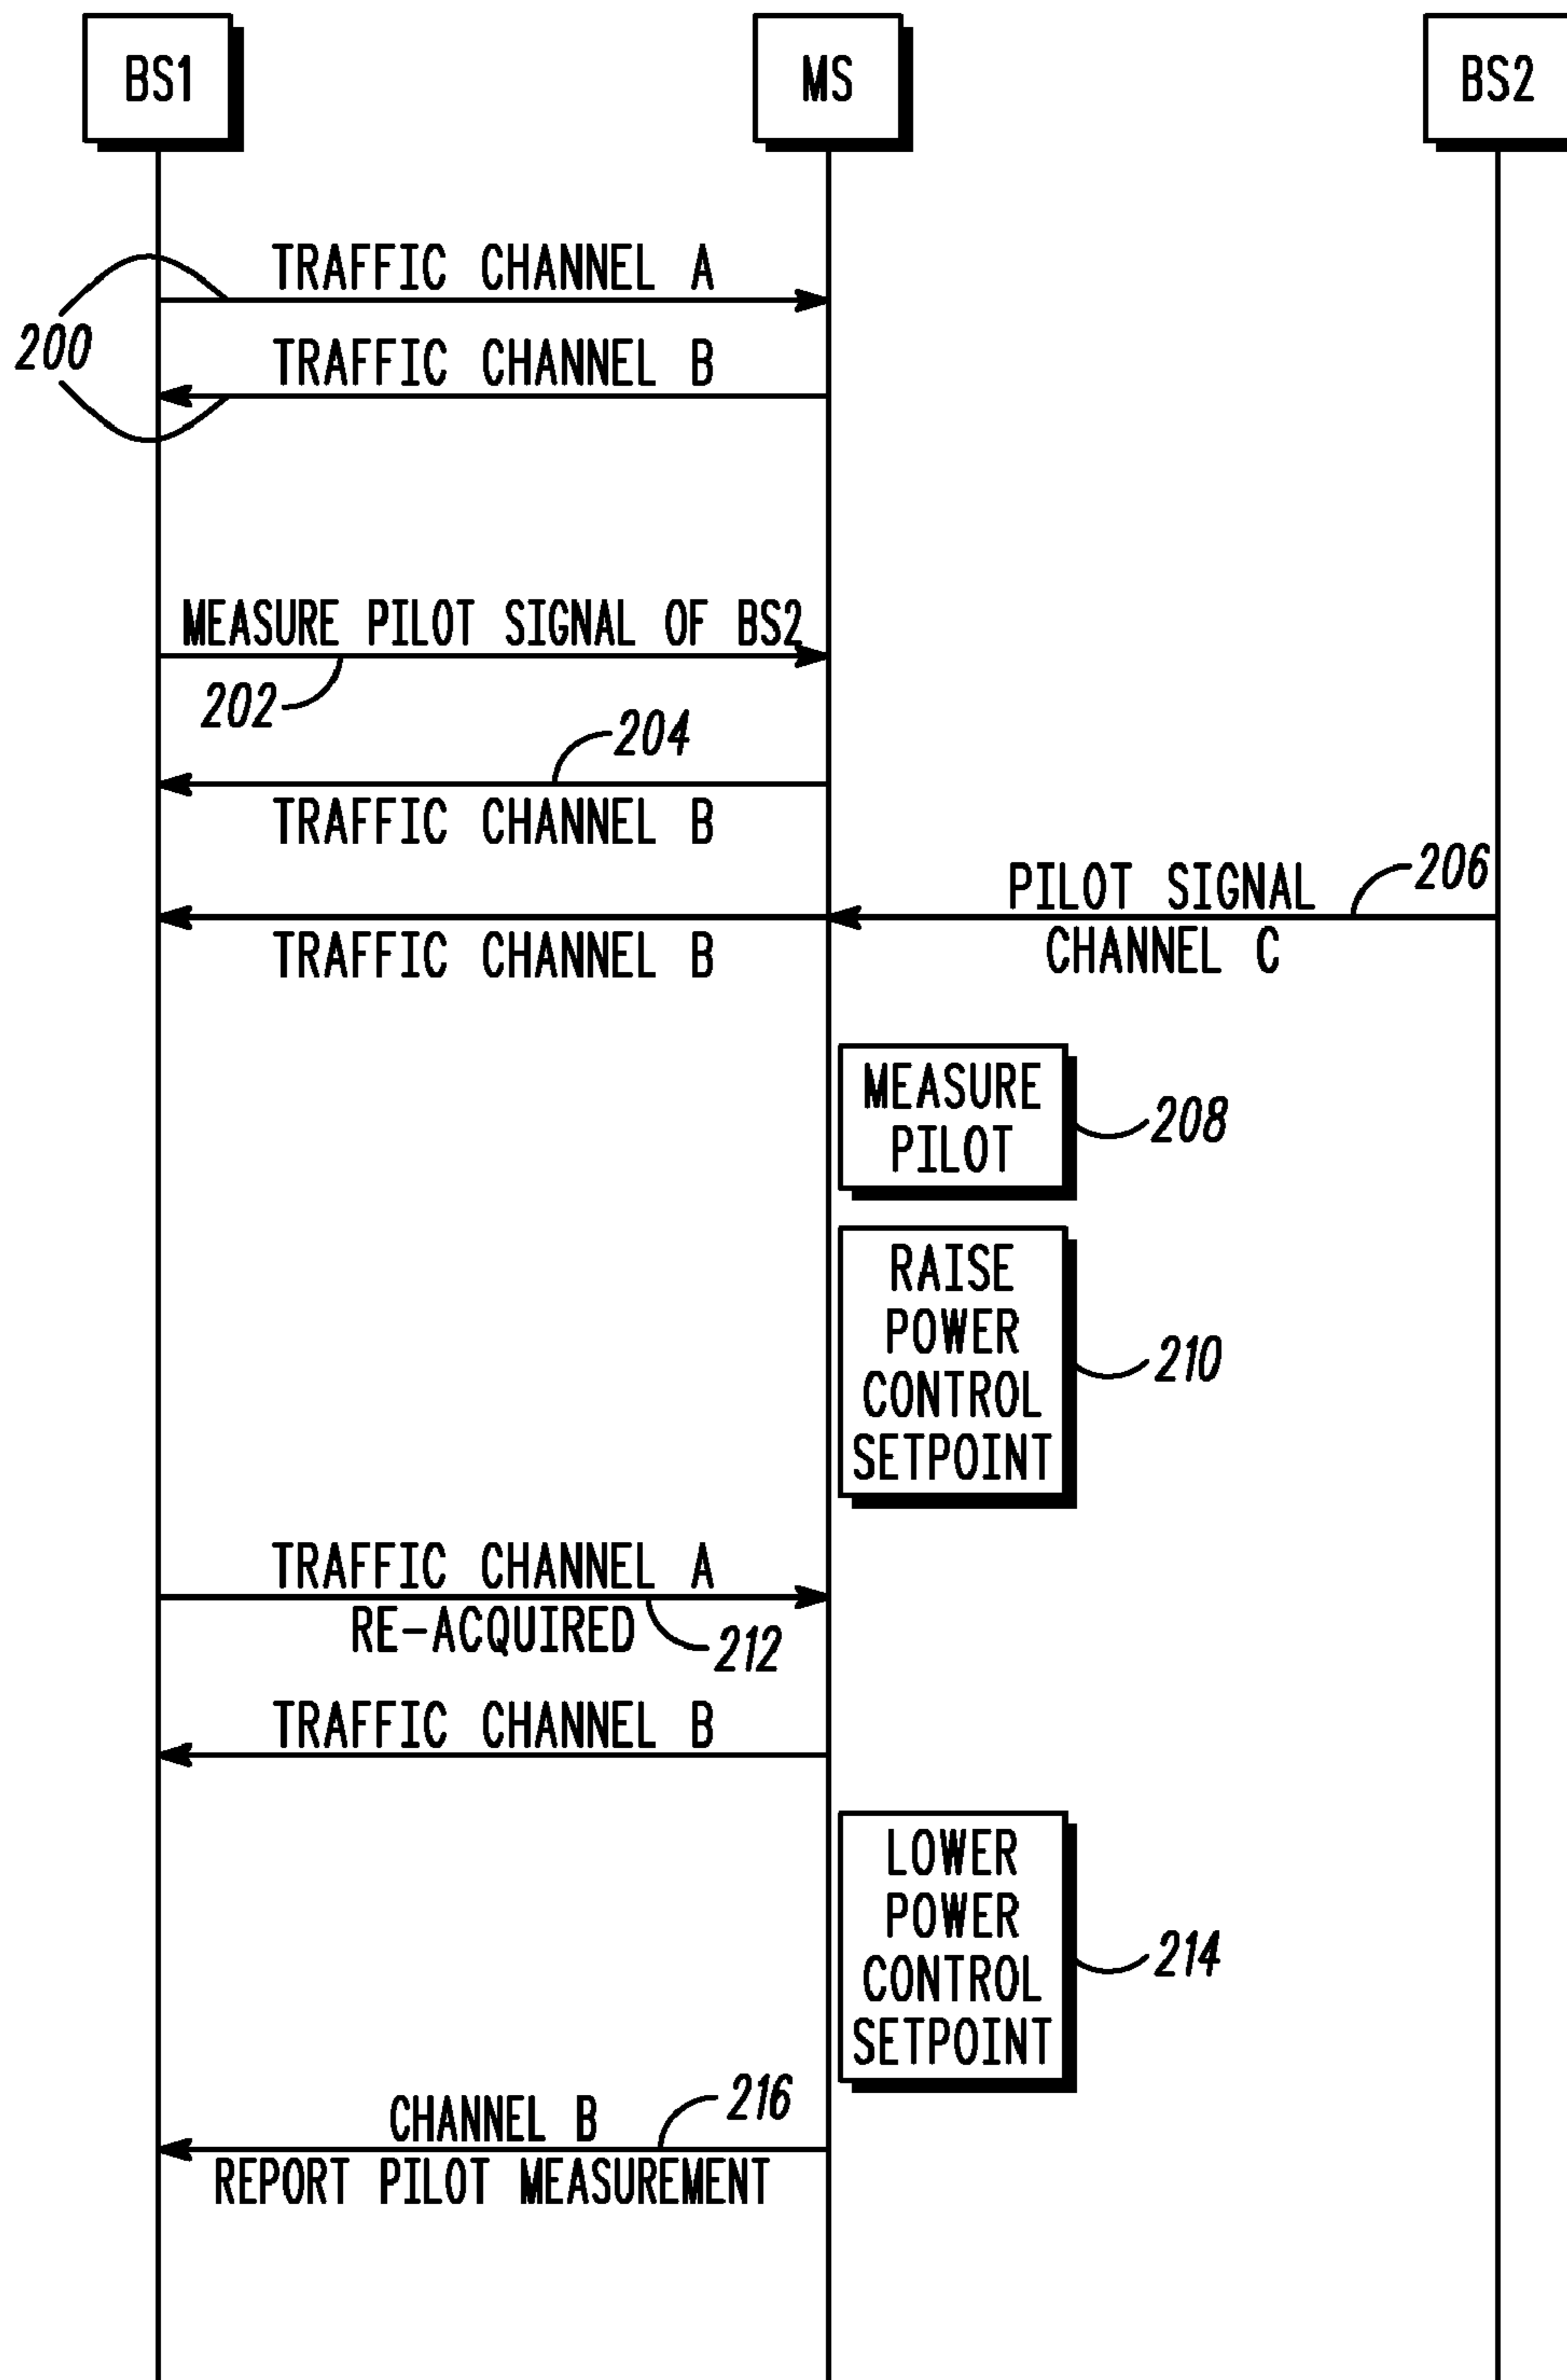 BS1
MS
BS2
TRAFFIC CHANNEL A
200
TRAFFIC CHANNEL B
MEASURE PILOT SIGNAL OF BS2
202
204
TRAFFIC CHANNEL B
PILOT SIGNAL
206
TRAFFIC CHANNEL B
CHANNEL C
MEASURE
PILOT
208
RAISE
POWER
CONTROL
SETPOINT
210
TRAFFIC CHANNEL A
RE-ACQUIRED
212
TRAFFIC CHANNEL B
LOWER
POWER
CONTROL
SETPOINT
214
CHANNEL B
216
REPORT PILOT MEASUREMENT